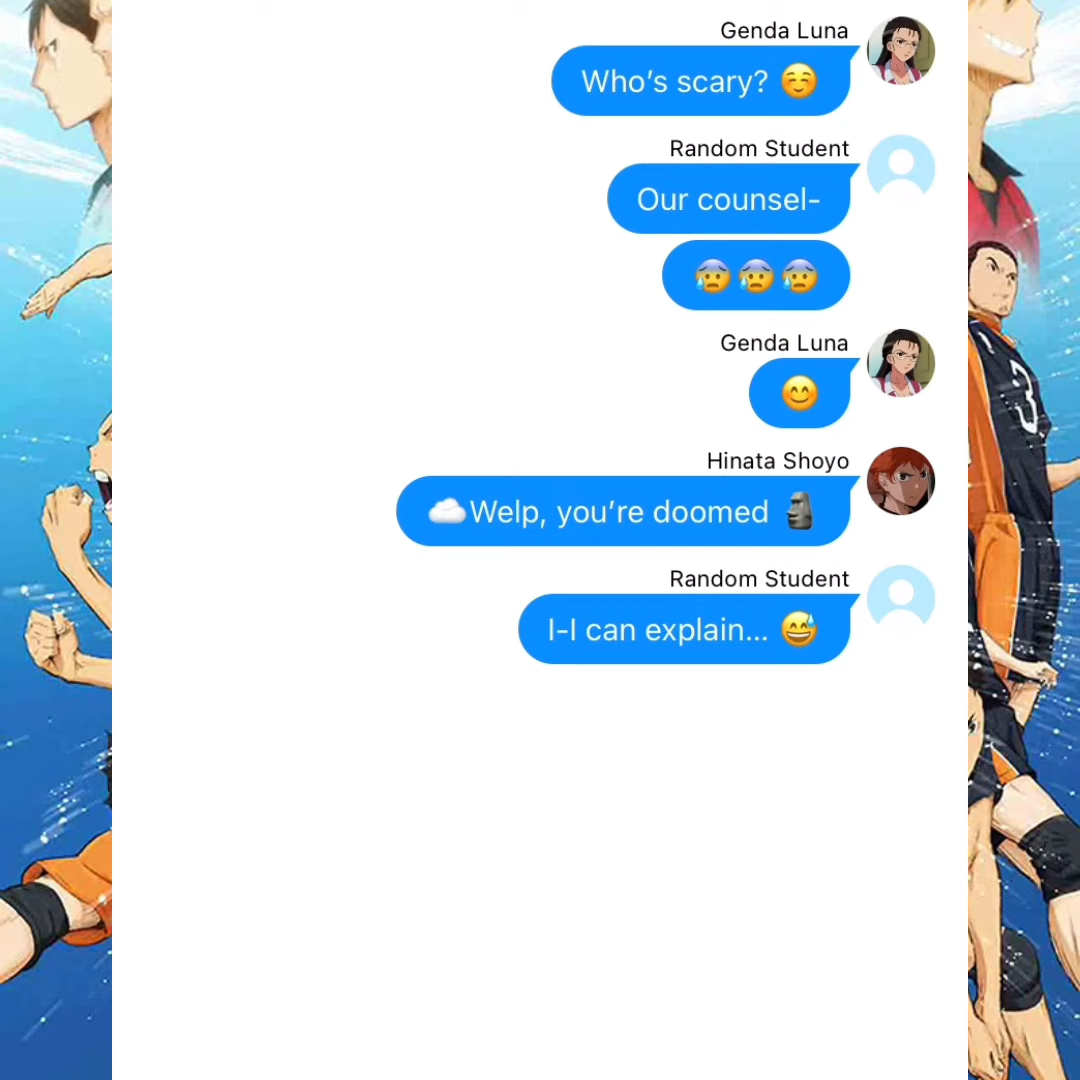 Genda Luna
Who's scary? ☺️
Random Student
Our counsel-
😰😰😰
Genda Luna
😊
Hinata Shoyo
☁️Welp, you're doomed 🗿
Random Student
I-I can explain... 😅
3